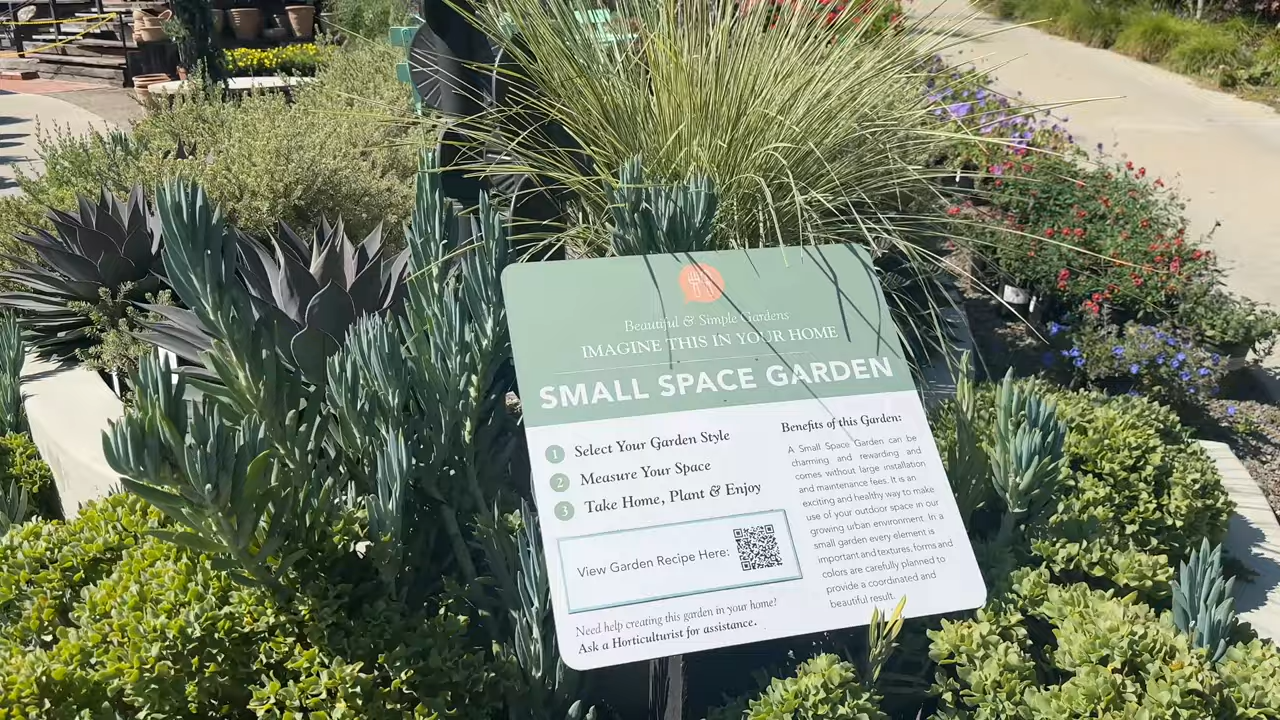 Beautiful & Simple Gardens
IMAGINE THIS IN YOUR HOME
SMALL SPACE GARDEN
1 Select Your Garden Style
2 Measure Your Space
3 Take Home, Plant & Enjoy
View Garden Recipe Here:
Need help creating this garden in your home!
Ask a Horticulturist for assistance.
Benefits of this Garden:
A Small Space Garden can be
charming and rewarding and
comes without large installation
and maintenance fees. It is an
exciting and healthy way to make
use of your outdoor space in our
growing urban environment. In a
small garden every element is
important and textures, forms and
colors are carefully planned to
provide a coordinated and
beautiful result.